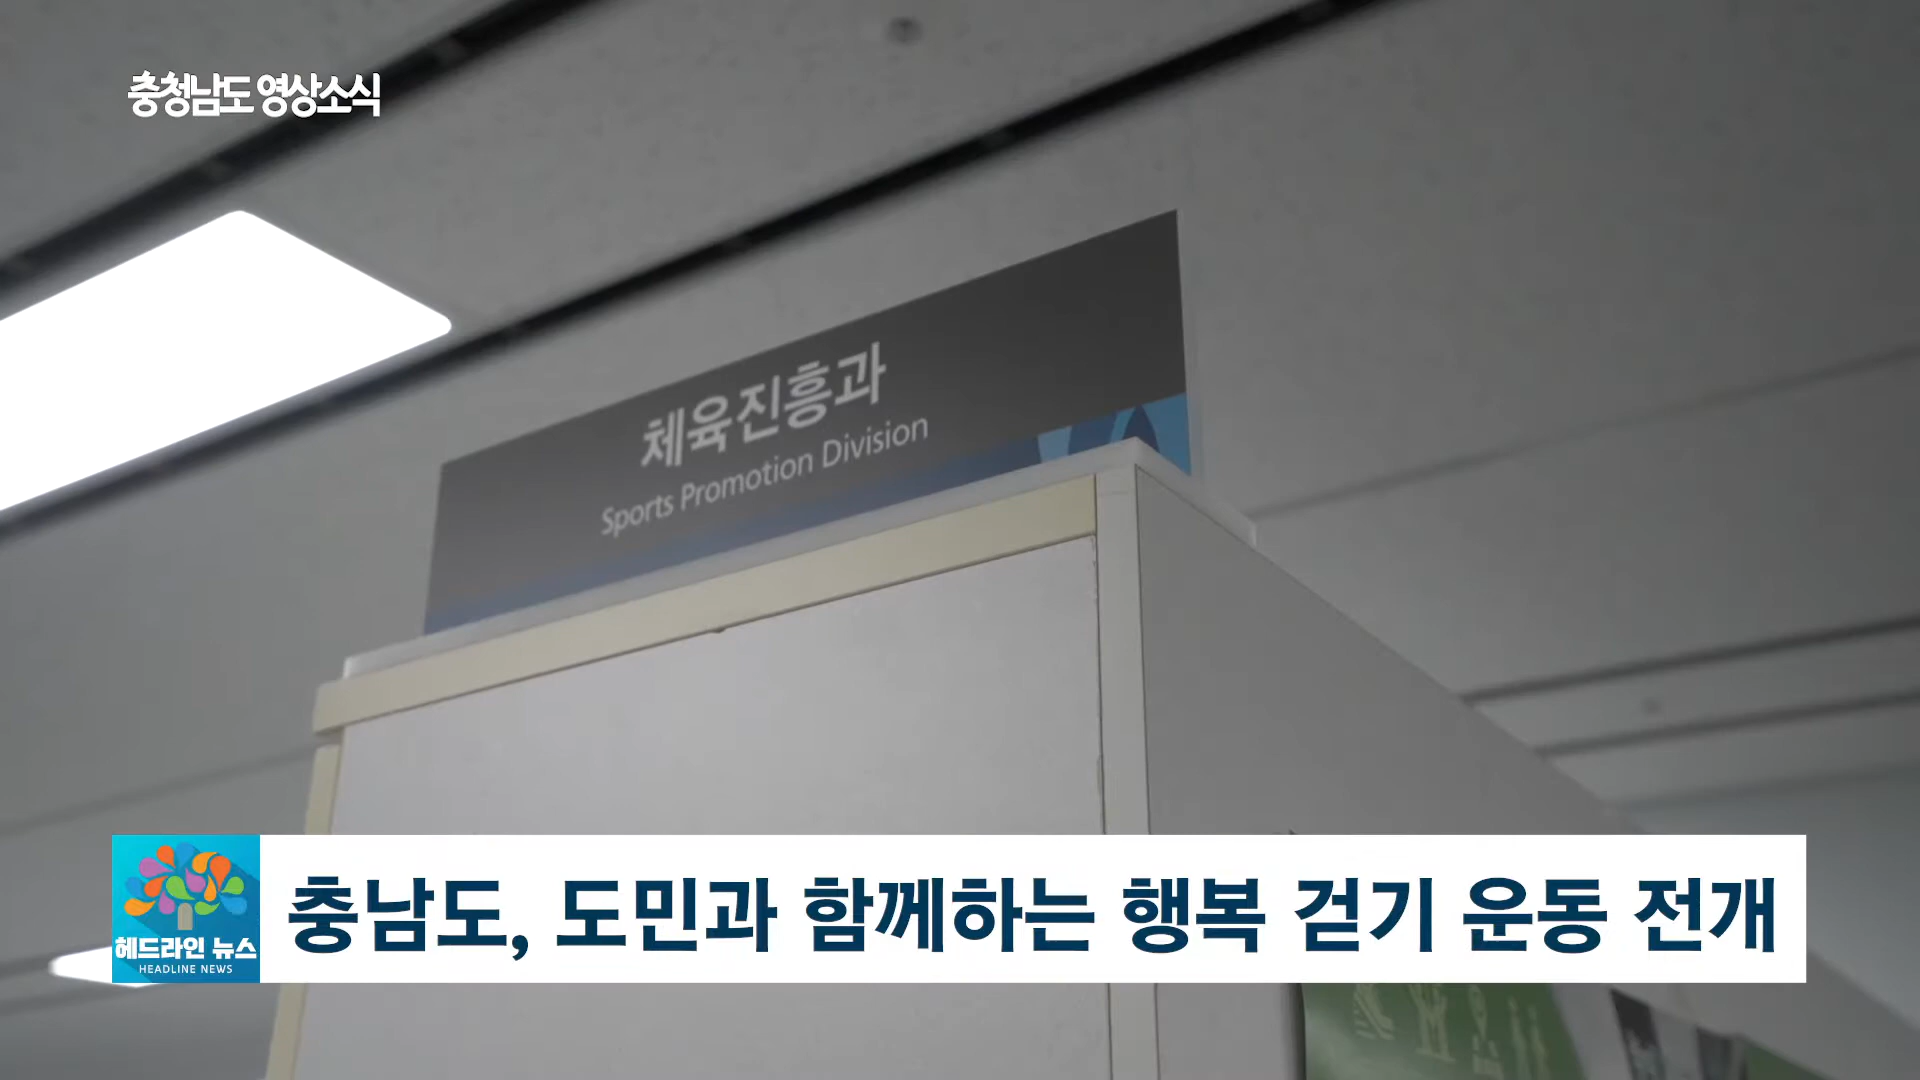 충청남도 영상소식
체육진흥과
Sports Promotion Division
충남도, 도민과 함께하는 행복 걷기 운동 전개
헤드라인 뉴스
HEADLINE NEWS